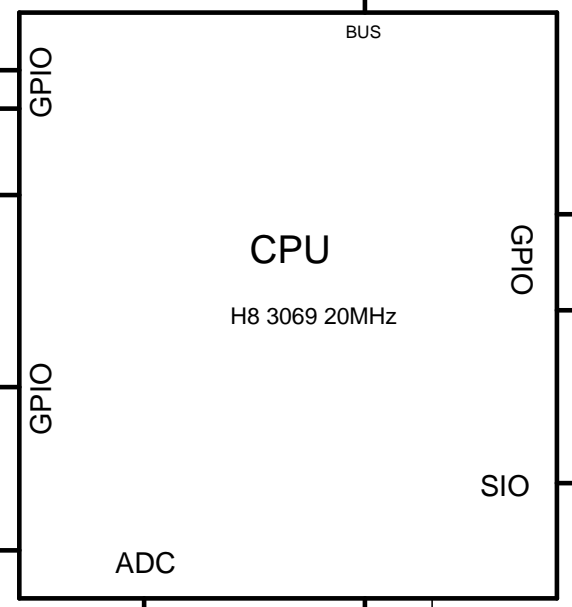 BUS
GPIO
CPU
GPIO
H8 3069 20MHz
GPIO
SIO
ADC